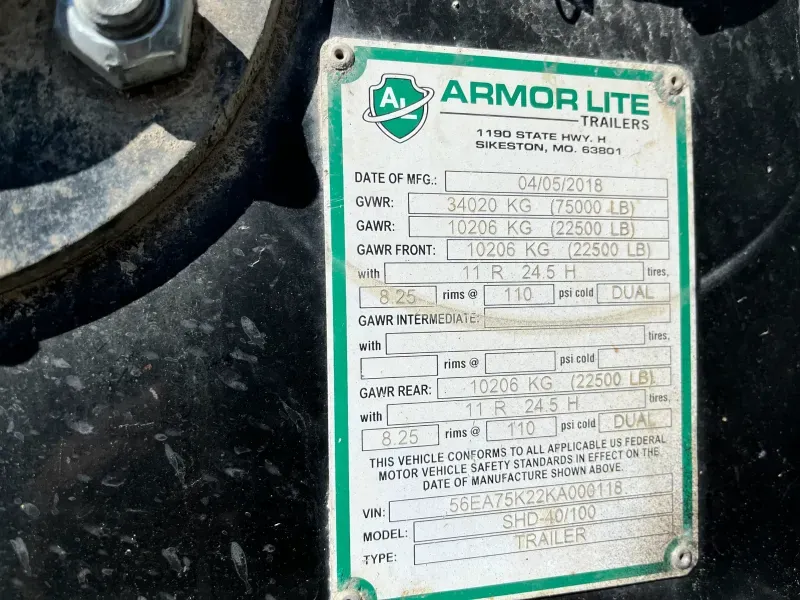 AL ARMOR LITE
TRAILERS
1190 STATE HWY. H
SIKESTON, MO. 63801
DATE OF MFG.: 04/05/2018
GVWR: 34020 KG (75000 LB)
GAWR: 10206 KG (22500 LB)
GAWR FRONT: 10206 KG (22500 LB)
with 11 R 24.5 H tires,
8.25 rims @ 110 psi cold DUAL
GAWR INTERMEDIATE:
with tires,
rims @ psi cold
GAWR REAR: 10206 KG (22500 LB)
with 11 R 24.5 H tires,
8.25 rims @ 110 psi cold DUAL
THIS VEHICLE CONFORMS TO ALL APPLICABLE US FEDERAL
MOTOR VEHICLE SAFETY STANDARDS IN EFFECT ON THE
DATE OF MANUFACTURE SHOWN ABOVE.
VIN: 56EA75K22KA000118
MODEL: SHD-40/100
TYPE: TRAILER